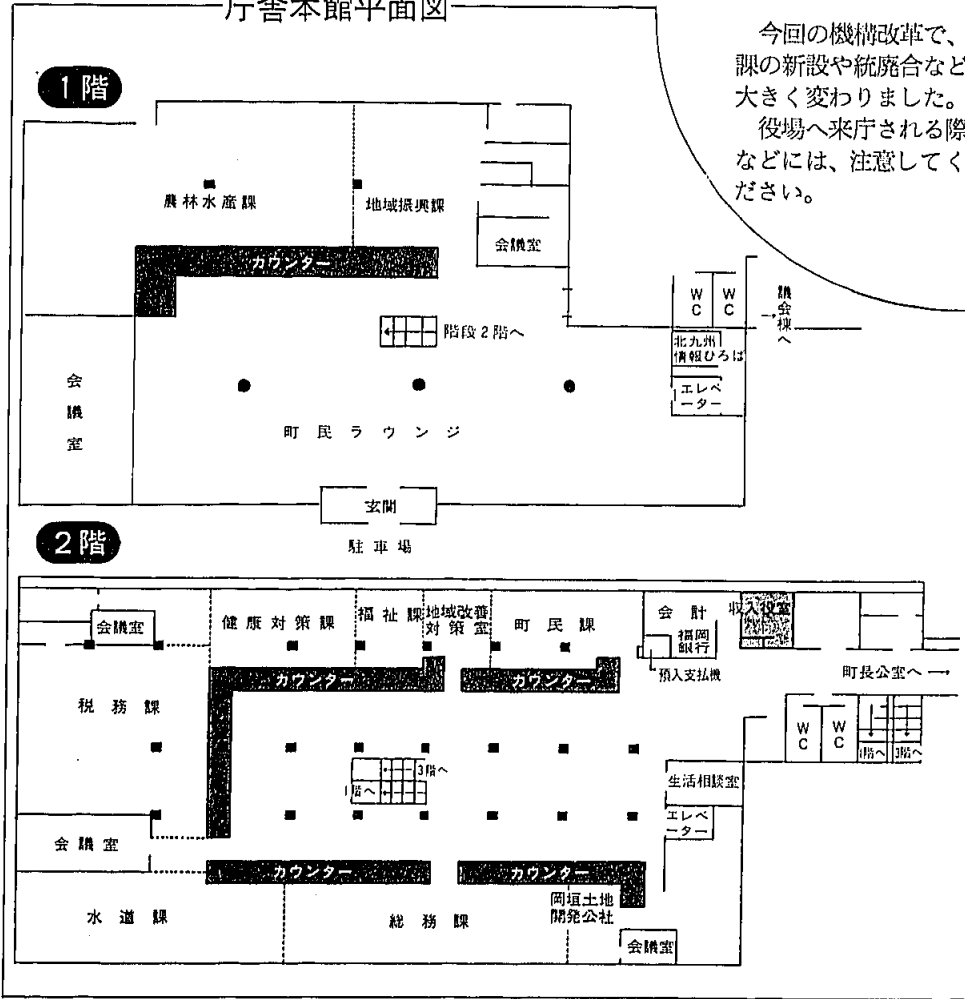 庁舎本館平面図
今回の機構改革で、
課の新設や統廃合など
大きく変わりました。
役場へ来庁される際
などには、注意してく
ださい。
1階
農林水産課
地域振興課
会議室
カウンター
階段2階へ
WC
WC
議会棟へ
北九州
情報ひろば
エレベ
ーター
会議室
町民ラウンジ
玄関
駐車場
2階
会議室
健康対策課
福祉課
地域改善
対策室
町民課
会計
福岡
銀行
収入役室
預入支払機
町長公室へ
カウンター
カウンター
税務課
WC
WC
1階へ
3階へ
3階へ
1階へ
生活相談室
エレベ
ーター
会議室
カウンター
カウンター
水道課
総務課
岡垣土地
開発公社
会議室